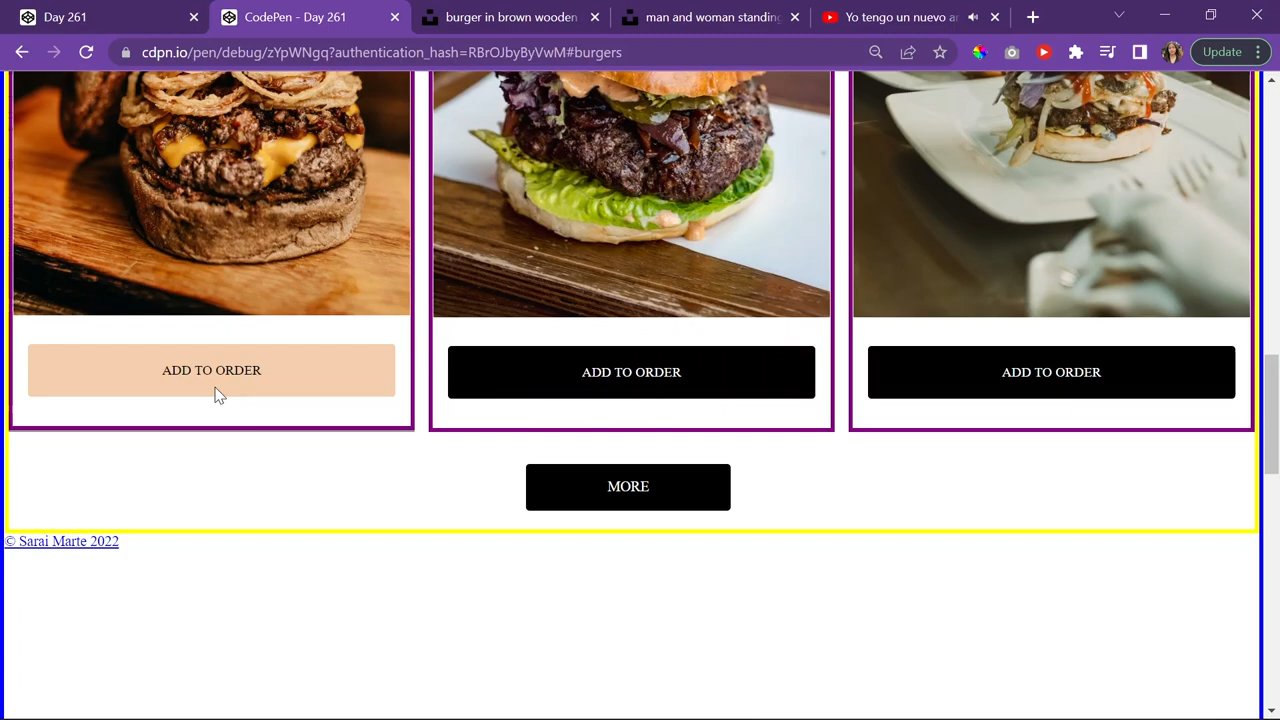 Day 261
CodePen - Day 261
burger in brown wooden
man and woman standing
Yo tengo un nuevo a
cdpn.io/pen/debug/zYpWNgq?authentication_hash=RBrOJbyByVwM#burgers
Update
ADD TO ORDER
ADD TO ORDER
ADD TO ORDER
MORE
© Sarai Marte 2022